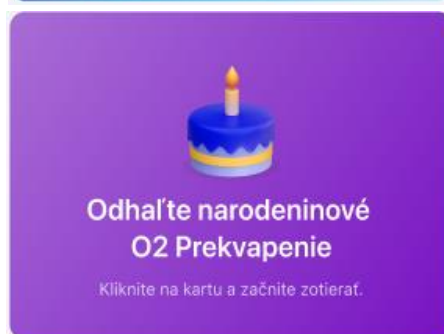 Odhaľte narodeninové
O2 Prekvapenie
Kliknite na kartu a začnite zotierať.